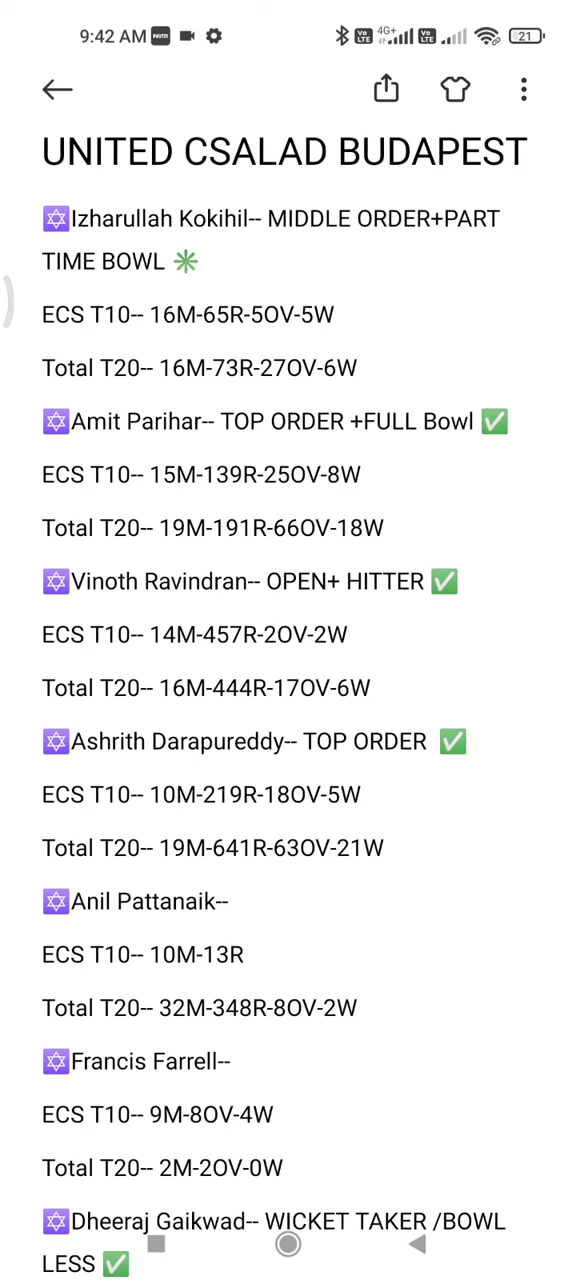 9:42 AM
Vo LTE 4G+ Vo LTE 21
UNITED CSALAD BUDAPEST
✡️Izharullah Kokihil-- MIDDLE ORDER+PART
TIME BOWL ✳️
ECS T10-- 16M-65R-5OV-5W
Total T20-- 16M-73R-27OV-6W
✡️Amit Parihar-- TOP ORDER +FULL Bowl ✅
ECS T10-- 15M-139R-25OV-8W
Total T20-- 19M-191R-66OV-18W
✡️Vinoth Ravindran-- OPEN+ HITTER ✅
ECS T10-- 14M-457R-2OV-2W
Total T20-- 16M-444R-17OV-6W
✡️Ashrith Darapureddy-- TOP ORDER ✅
ECS T10-- 10M-219R-18OV-5W
Total T20-- 19M-641R-63OV-21W
✡️Anil Pattanaik--
ECS T10-- 10M-13R
Total T20-- 32M-348R-8OV-2W
✡️Francis Farrell--
ECS T10-- 9M-8OV-4W
Total T20-- 2M-2OV-0W
✡️Dheeraj Gaikwad-- WICKET TAKER /BOWL
LESS ✅